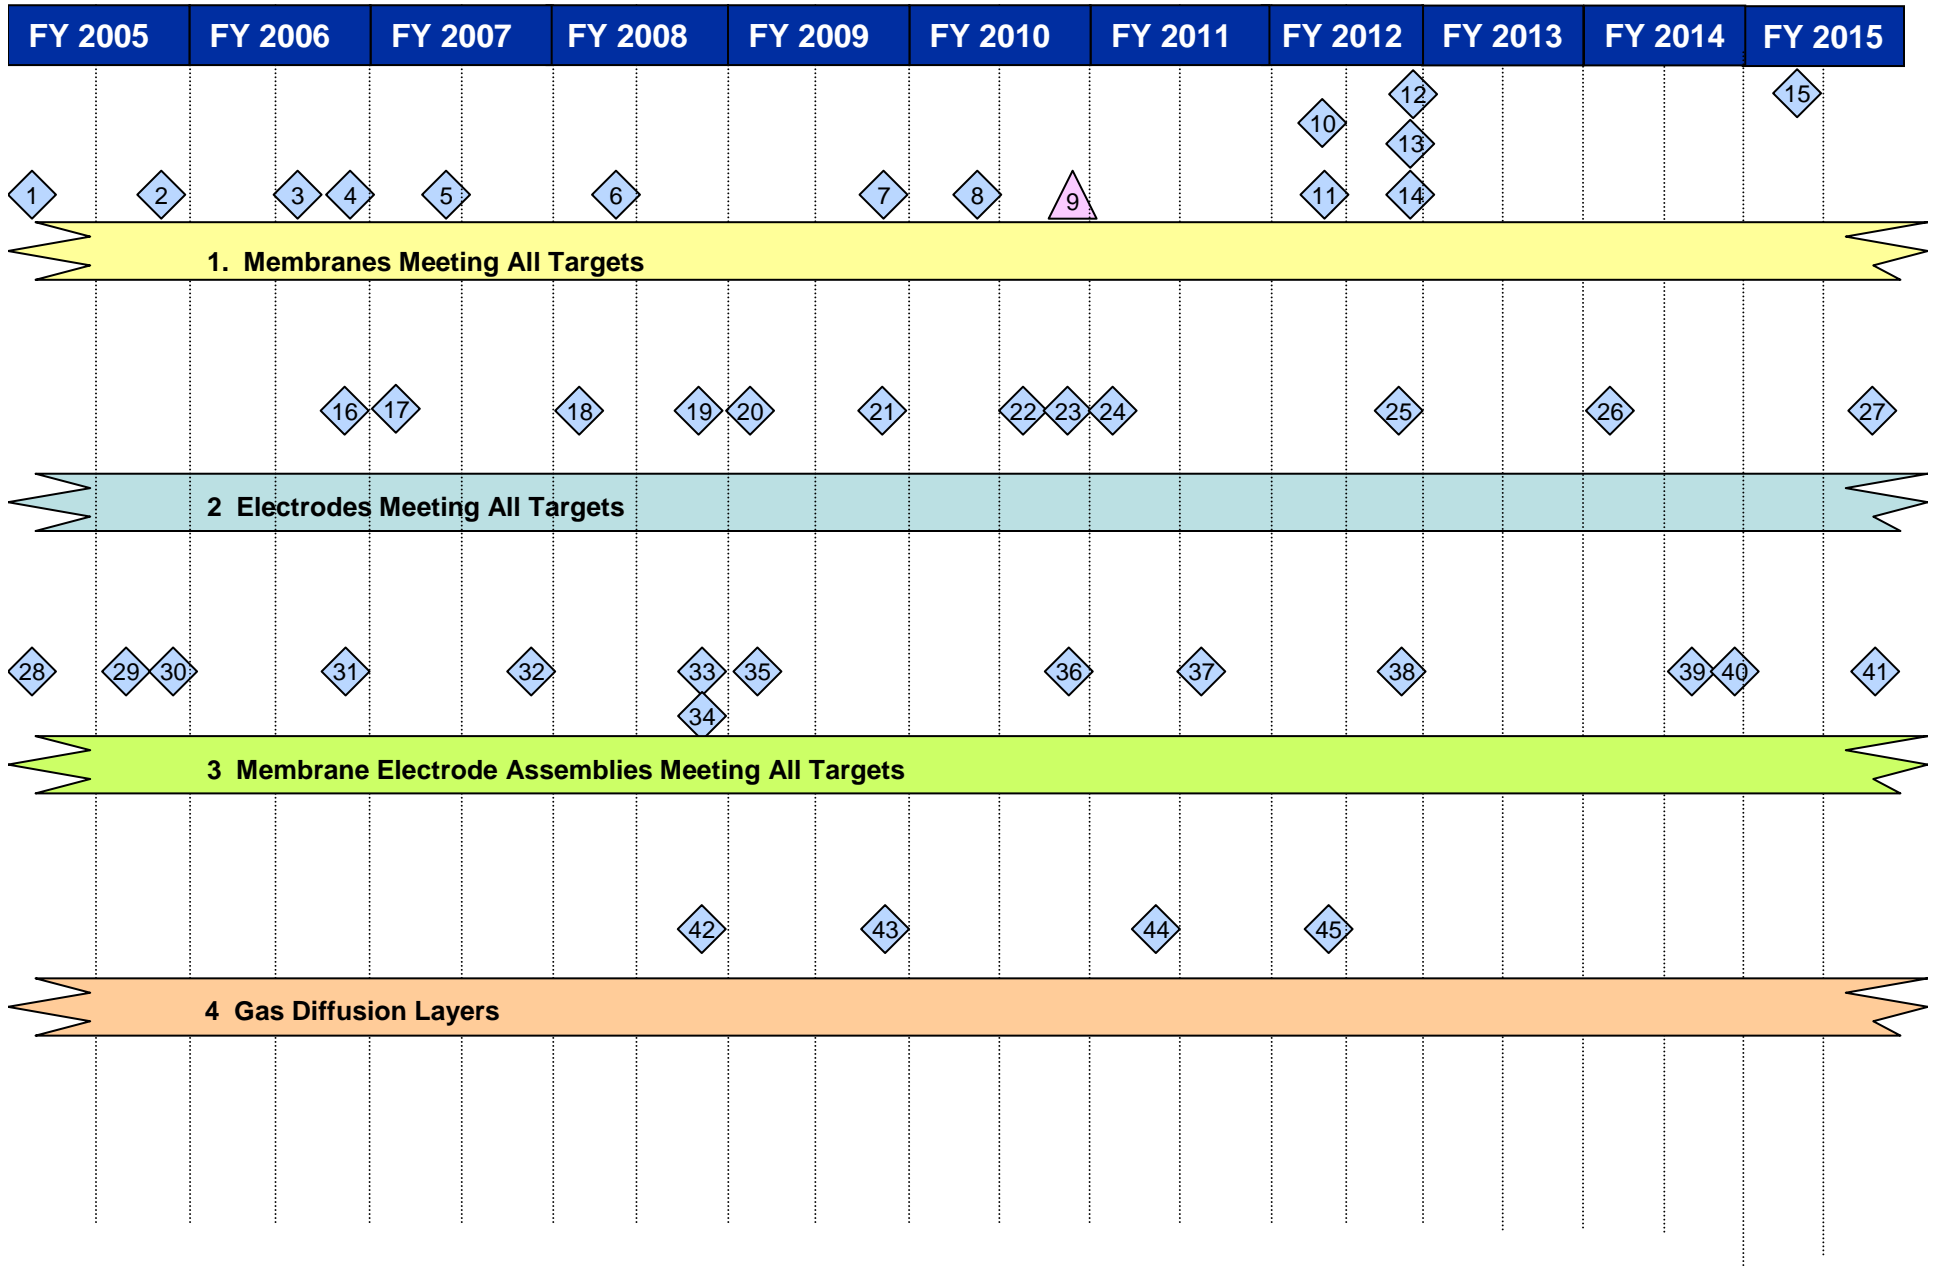 FY 2005 FY 2006 FY 2007 FY 2008 FY 2009 FY 2010 FY 2011 FY 2012 FY 2013 FY 2014 FY 2015
12 15
10
13
1 2 3 4 5 6 7 8 9 11 14
1. Membranes Meeting All Targets
16 17 18 19 20 21 22 23 24 25 26 27
2 Electrodes Meeting All Targets
28 29 30 31 32 33 35 36 37 38 39 40 41
34
3 Membrane Electrode Assemblies Meeting All Targets
42 43 44 45
4 Gas Diffusion Layers